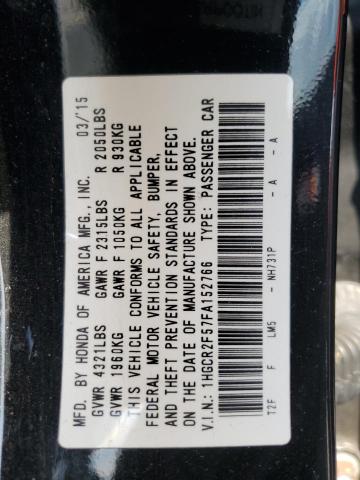 MFD. BY HONDA OF AMERICA MFG., INC. 03/15
GVWR 4321LBS GAWR F 2315LBS R 2050LBS
GVWR 1960KG GAWR F 1050KG R 930KG
THIS VEHICLE CONFORMS TO ALL APPLICABLE
FEDERAL MOTOR VEHICLE SAFETY, BUMPER,
AND THEFT PREVENTION STANDARDS IN EFFECT
ON THE DATE OF MANUFACTURE SHOWN ABOVE.
V.I.N.: 1HGCR2F57FA152766 TYPE: PASSENGER CAR
T2F F LM5 - NH731P - A - A